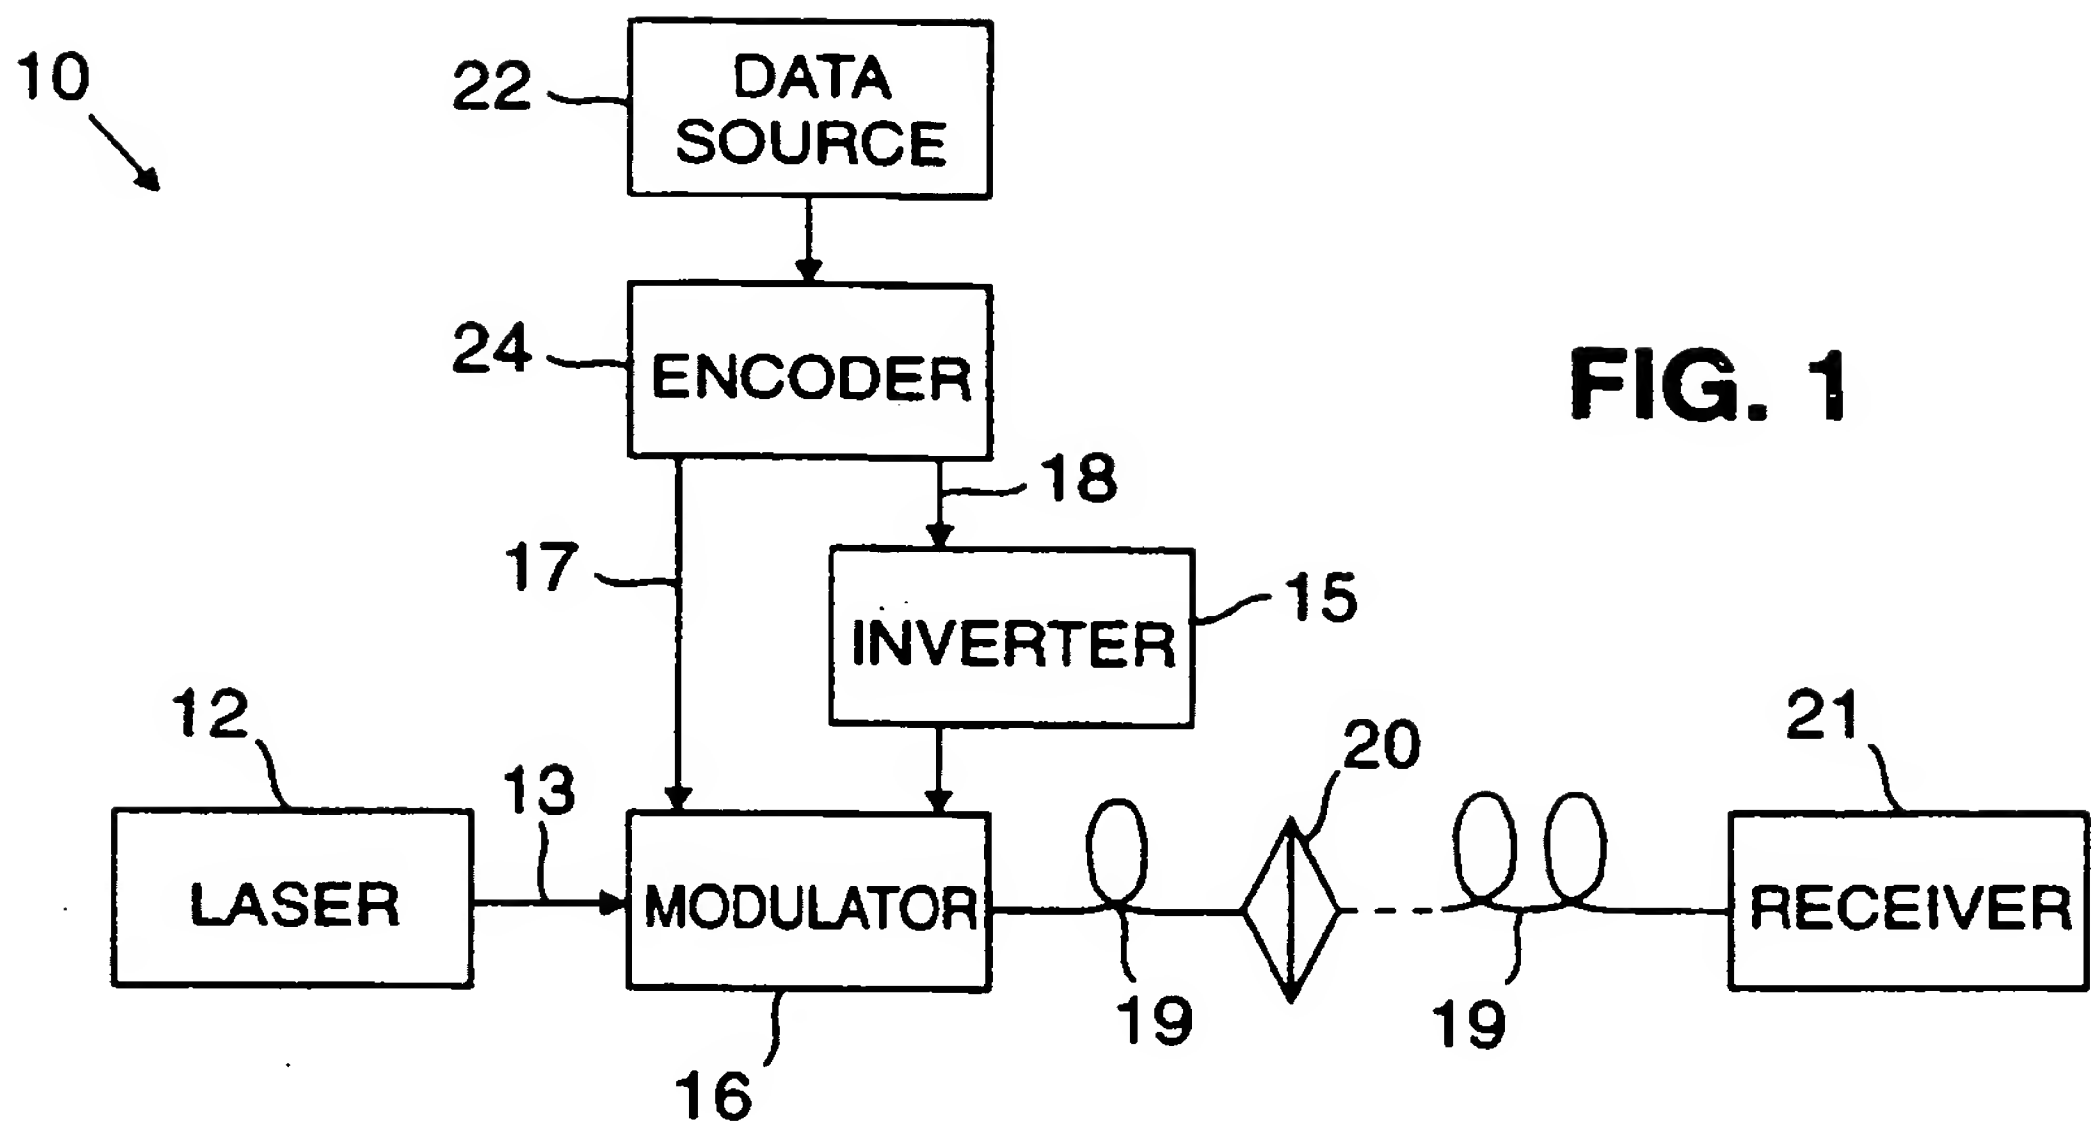 10
22
DATA
SOURCE
24
ENCODER
FIG. 1
18
17
15
INVERTER
12
13
20
21
LASER
MODULATOR
RECEIVER
19
19
16